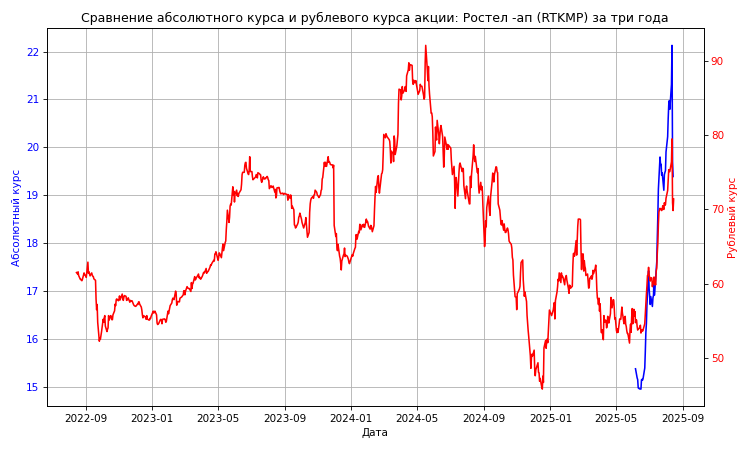 Сравнение абсолютного курса и рублевого курса акции: Ростел -ап (RTKMP) за три года
22
21
20
19
18
17
16
15
Абсолютный курс
90
80
70
60
50
Рублевый курс
2022-09 2023-01 2023-05 2023-09 2024-01 2024-05 2024-09 2025-01 2025-05 2025-09
Дата